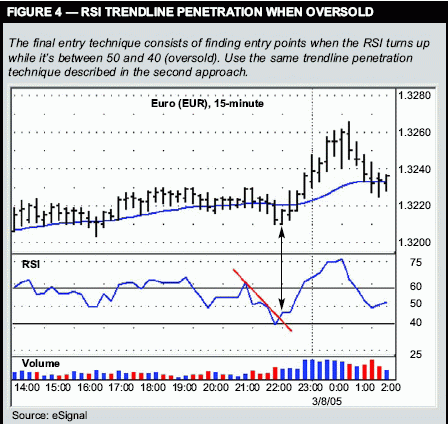 FIGURE 4 — RSI TRENDLINE PENETRATION WHEN OVERSOLD
The final entry technique consists of finding entry points when the RSI turns up
while it's between 50 and 40 (oversold). Use the same trendline penetration
technique described in the second approach.
Euro (EUR), 15-minute
1.3280
1.3260
1.3240
1.3220
1.3200
RSI
75
60
50
40
25
Volume
14:00 15:00 16:00 17:00 18:00 19:00 20:00 21:00 22:00 23:00 0:00 1:00 2:00
3/8/05
Source: eSignal